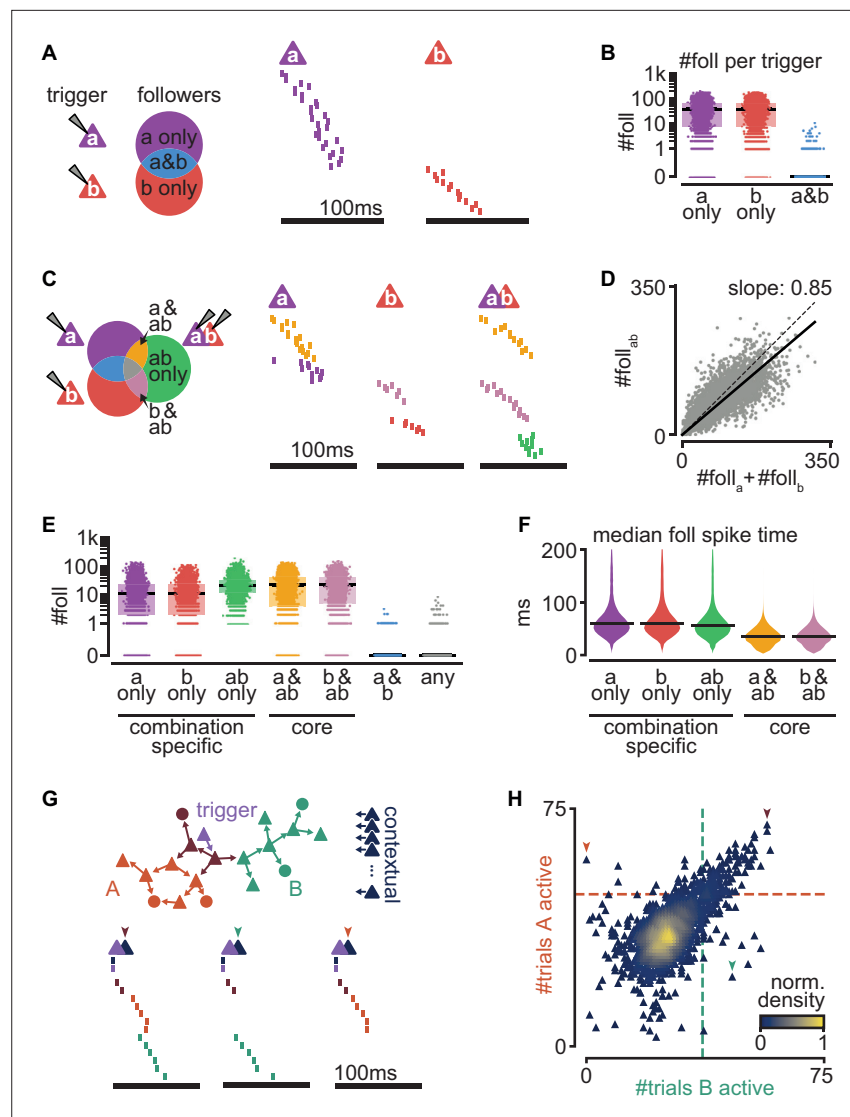 A
trigger
followers
a
b
a only
a&b
b only
a
b
100ms
B
#foll per trigger
#foll
1k
100
10
1
0
a only
b only
a&b
C
a
b
a & ab
ab only
b & ab
ab
a
b
ab
100ms
D
350
slope: 0.85
#foll_ab
0
0
350
#foll_a + #foll_b
E
#foll
1k
100
10
1
0
a only
b only
ab only
a & ab
b & ab
a & b
any
combination specific
core
F
median foll spike time
ms
200
100
0
a only
b only
ab only
a & ab
b & ab
combination specific
core
G
trigger
A
B
contextual
...
100ms
H
75
#trials A active
0
norm. density
0
1
0
75
#trials B active